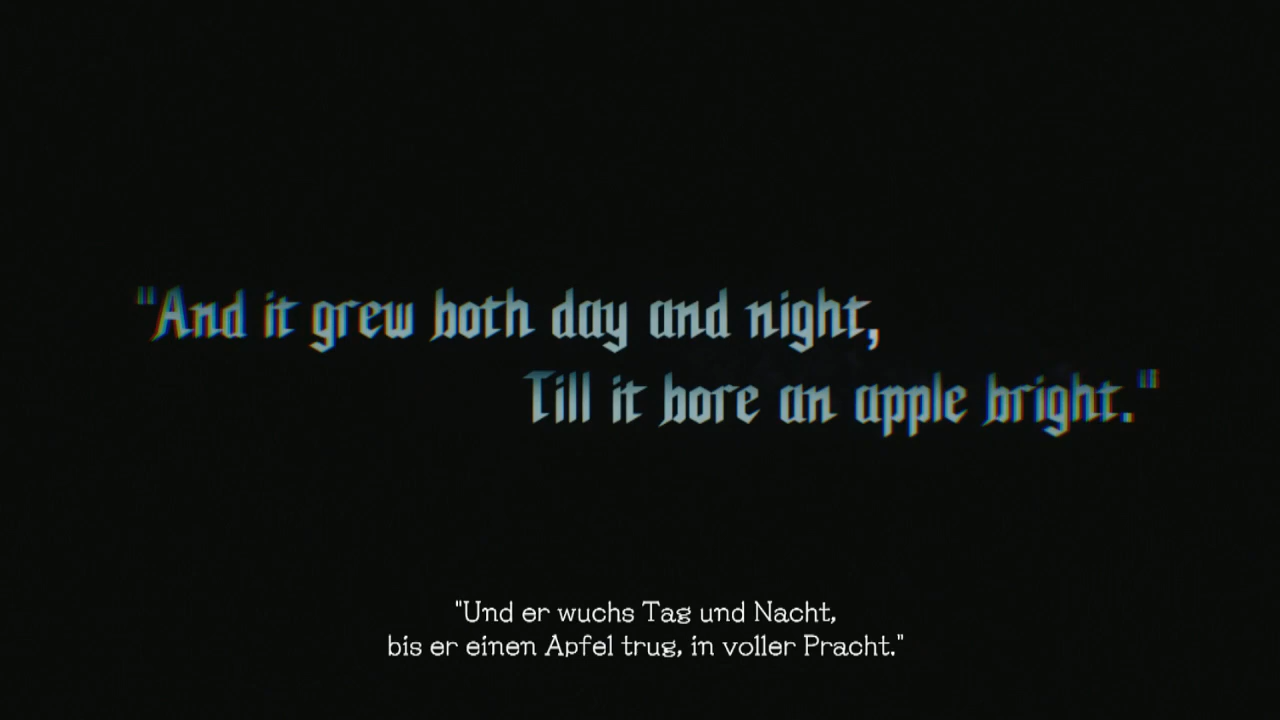 "And it grew both day and night,
Till it bore an apple bright."
"Und er wuchs Tag und Nacht,
bis er einen Apfel trug, in voller Pracht."